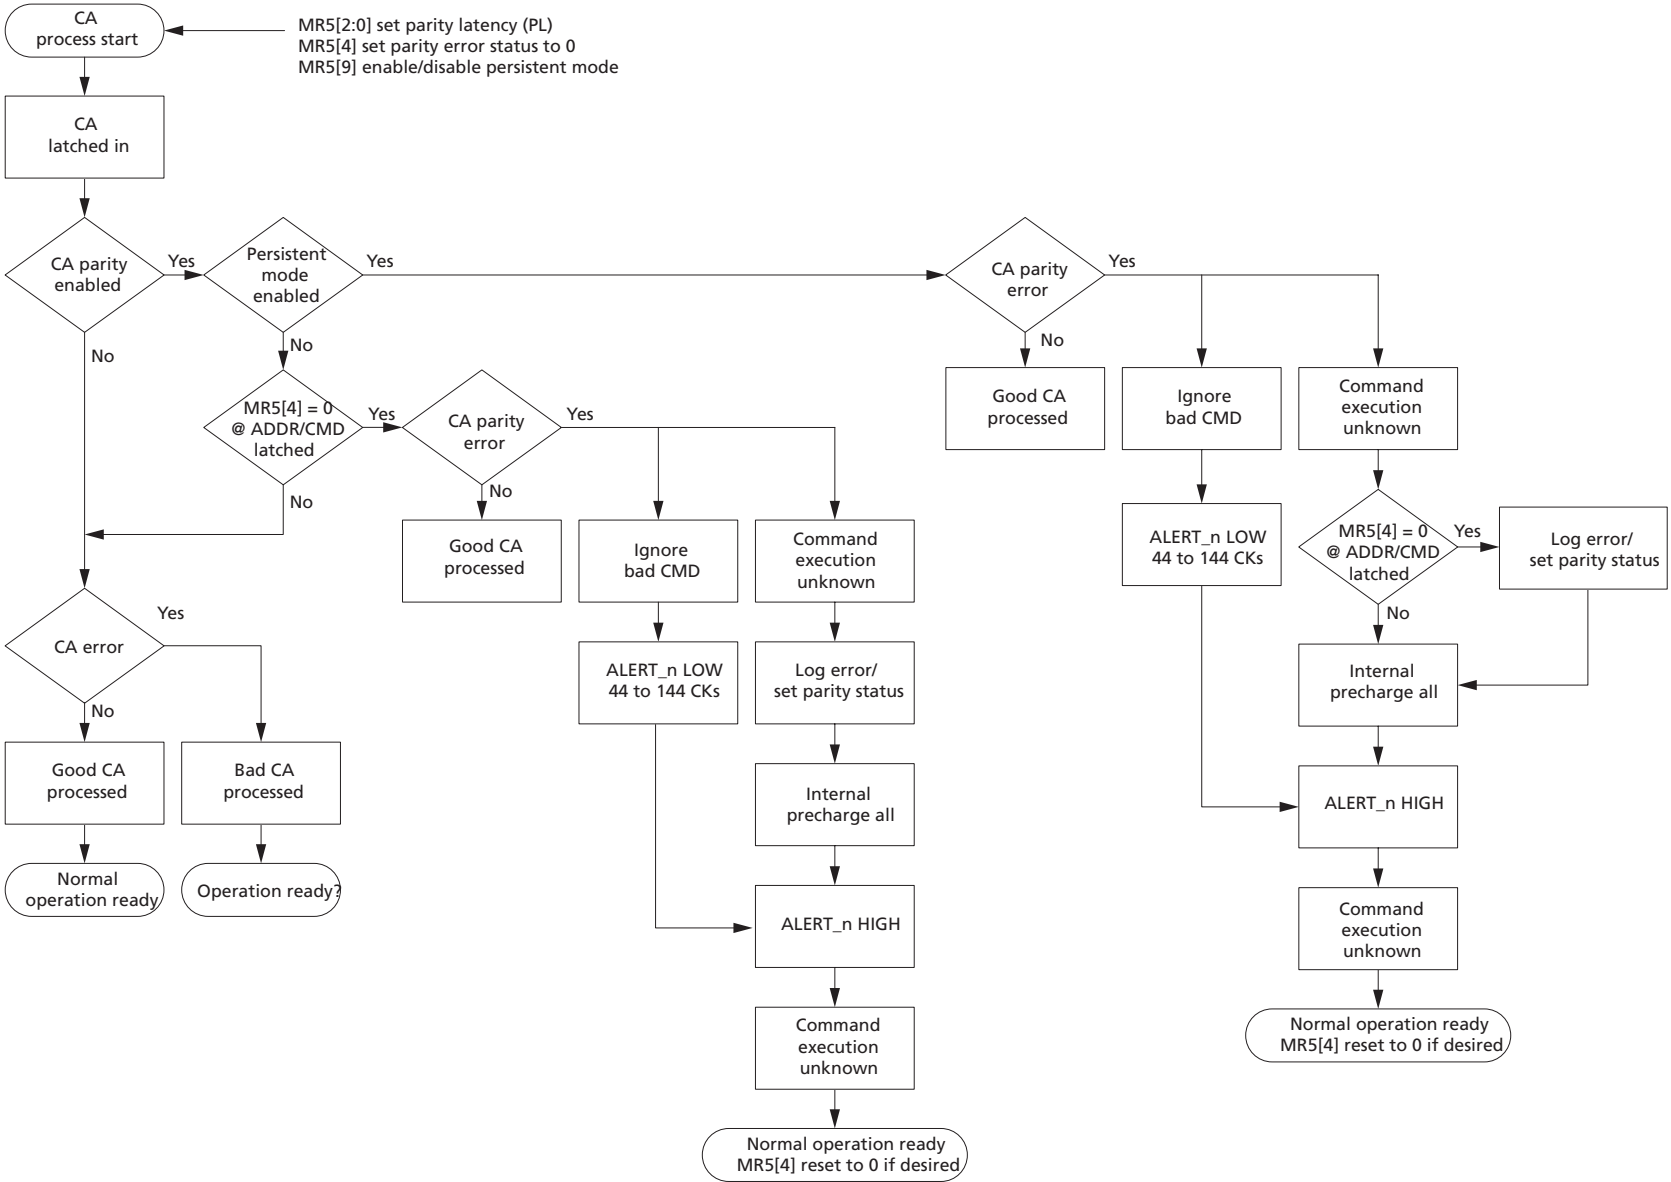 CA
process start
MR5[2:0] set parity latency (PL)
MR5[4] set parity error status to 0
MR5[9] enable/disable persistent mode
CA
latched in
CA parity
enabled
Yes
No
Persistent
mode
enabled
Yes
No
CA parity
error
Yes
No
Good CA
processed
Ignore
bad CMD
Command
execution
unknown
MR5[4] = 0
@ ADDR/CMD
latched
Yes
No
CA parity
error
Yes
No
Good CA
processed
Ignore
bad CMD
Command
execution
unknown
ALERT_n LOW
44 to 144 CKs
MR5[4] = 0
@ ADDR/CMD
latched
Yes
No
Log error/
set parity status
CA error
Yes
No
ALERT_n LOW
44 to 144 CKs
Log error/
set parity status
Internal
precharge all
Good CA
processed
Bad CA
processed
Internal
precharge all
ALERT_n HIGH
Normal
operation ready
Operation ready?
ALERT_n HIGH
Command
execution
unknown
Command
execution
unknown
Normal operation ready
MR5[4] reset to 0 if desired
Normal operation ready
MR5[4] reset to 0 if desired